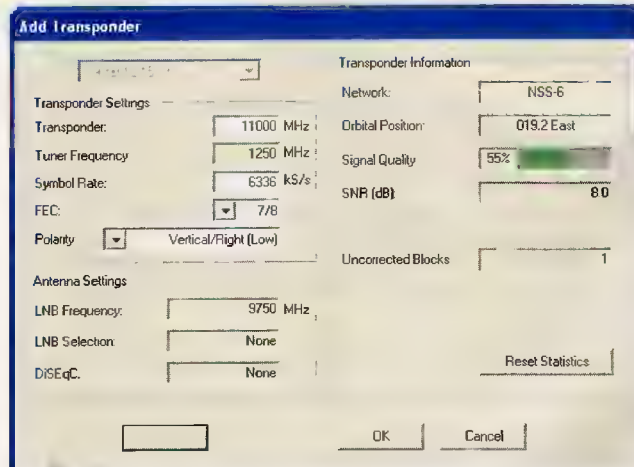 Add Transponder
Transponder Settings
Transponder: 11000 MHz
Tuner Frequency 1250 MHz
Symbol Rate: 6336 kS/s
FEC: 7/8
Polarity Vertical/Right (Low)
Antenna Settings
LNB Frequency: 9750 MHz
LNB Selection: None
DiSEqC. None
Transponder Information
Network: NSS-6
Orbital Position: 019.2 East
Signal Quality 55%
SNR (dB): 8.0
Uncorrected Blocks 1
Reset Statistics
OK Cancel